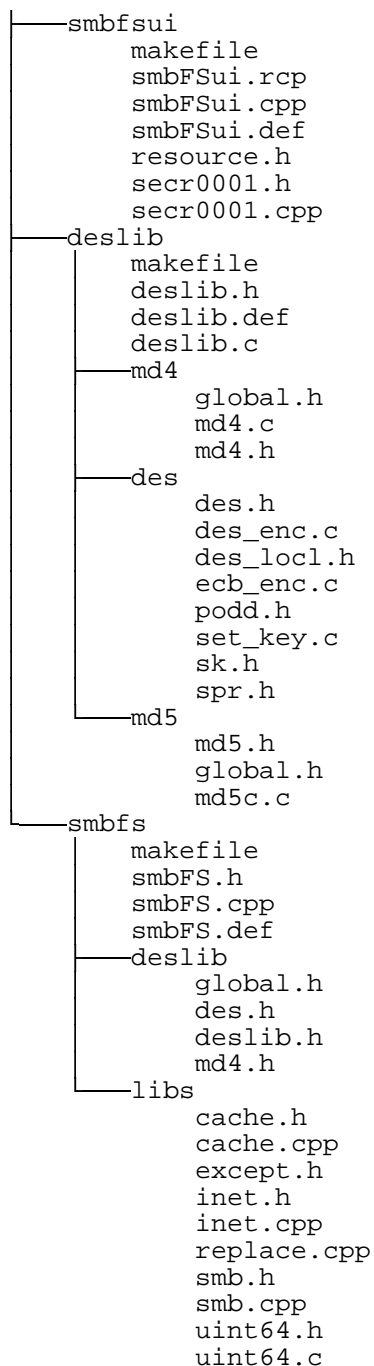 smbfsui
makefile
smbFSui.rcp
smbFSui.cpp
smbFSui.def
resource.h
secr0001.h
secr0001.cpp
deslib
makefile
deslib.h
deslib.def
deslib.c
md4
global.h
md4.c
md4.h
des
des.h
des_enc.c
des_locl.h
ecb_enc.c
podd.h
set_key.c
sk.h
spr.h
md5
md5.h
global.h
md5c.c
smbfs
makefile
smbFS.h
smbFS.cpp
smbFS.def
deslib
global.h
des.h
deslib.h
md4.h
libs
cache.h
cache.cpp
except.h
inet.h
inet.cpp
replace.cpp
smb.h
smb.cpp
uint64.h
uint64.c